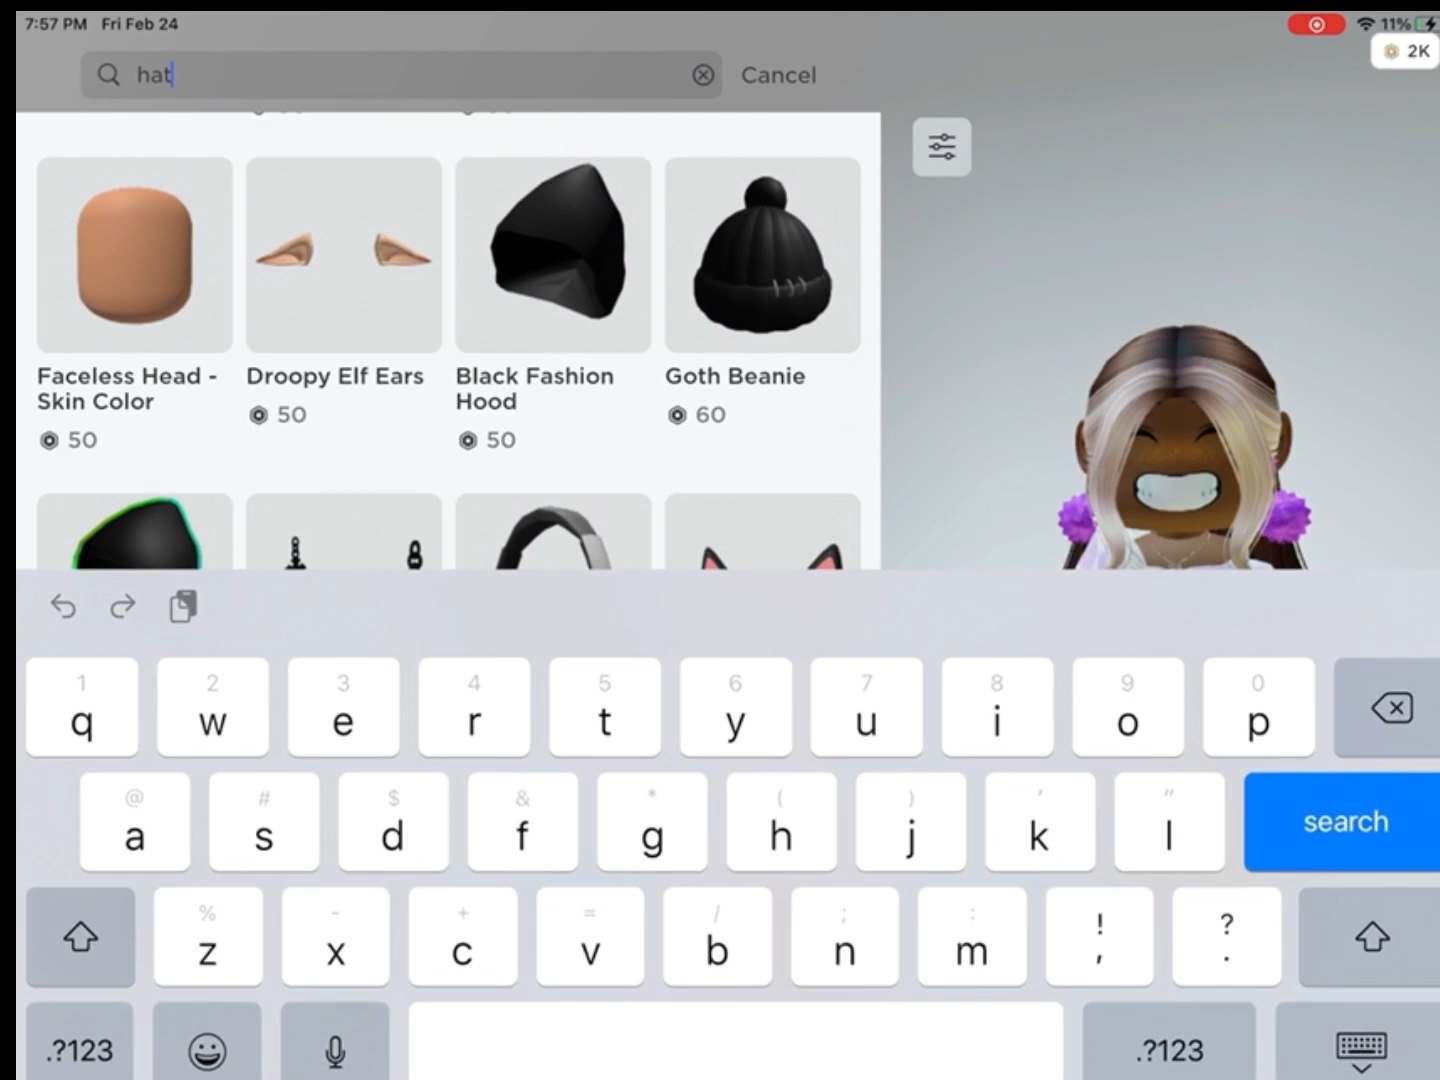 7:57 PM Fri Feb 24
11%
2K
hat
Cancel
Faceless Head - Skin Color
50
Droopy Elf Ears
50
Black Fashion Hood
50
Goth Beanie
60
1 2 3 4 5 6 7 8 9 0
q w e r t y u i o p
@ # $ & * ( ) ' "
a s d f g h j k l
search
% - + = / ; : ! ?
z x c v b n m , .
.?123
.?123